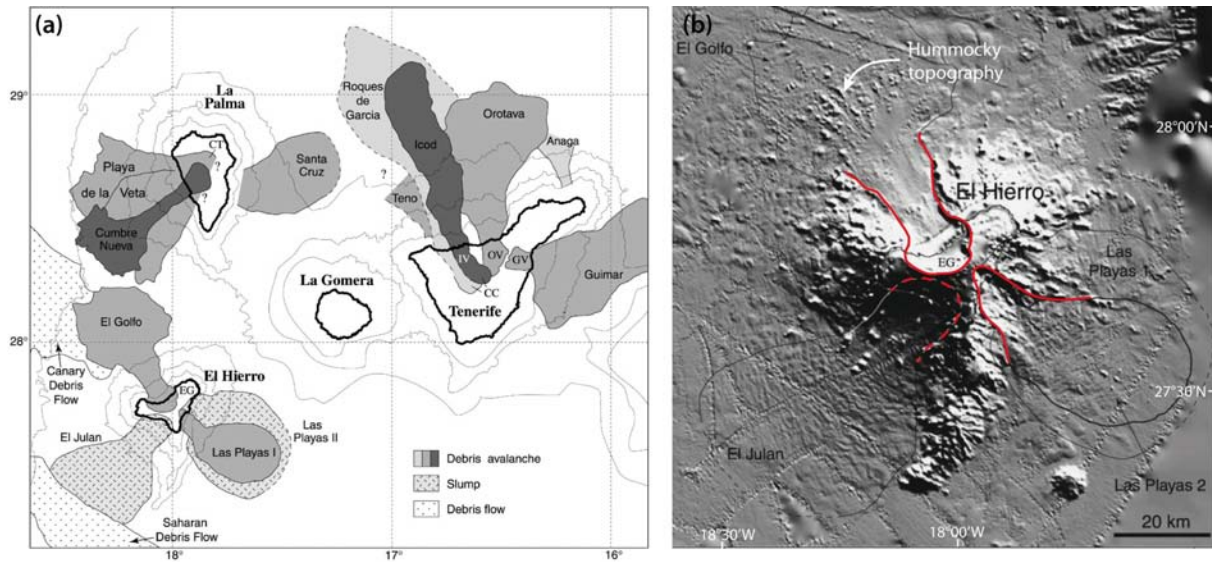 (a)
La
Palma
CT
?
?
Playa
de la Veta
Cumbre
Nueva
Santa
Cruz
Roques
de
Garcia
Icod
Orotava
Anaga
?
Teno
IV
OV
GV
CC
Guimar
La Gomera
Tenerife
El Golfo
Canary
Debris
Flow
El Hierro
EG
El Julan
Las
Playas II
Las Playas I
Debris avalanche
Slump
Debris flow
Saharan
Debris Flow
29°
28°
18°
17°
16°
(b)
El Golfo
Hummocky
topography
28°00'N
El Hierro
EG
Las
Playas 1
27°30'N
El Julan
Las Playas 2
18°30'W
18°00'W
20 km